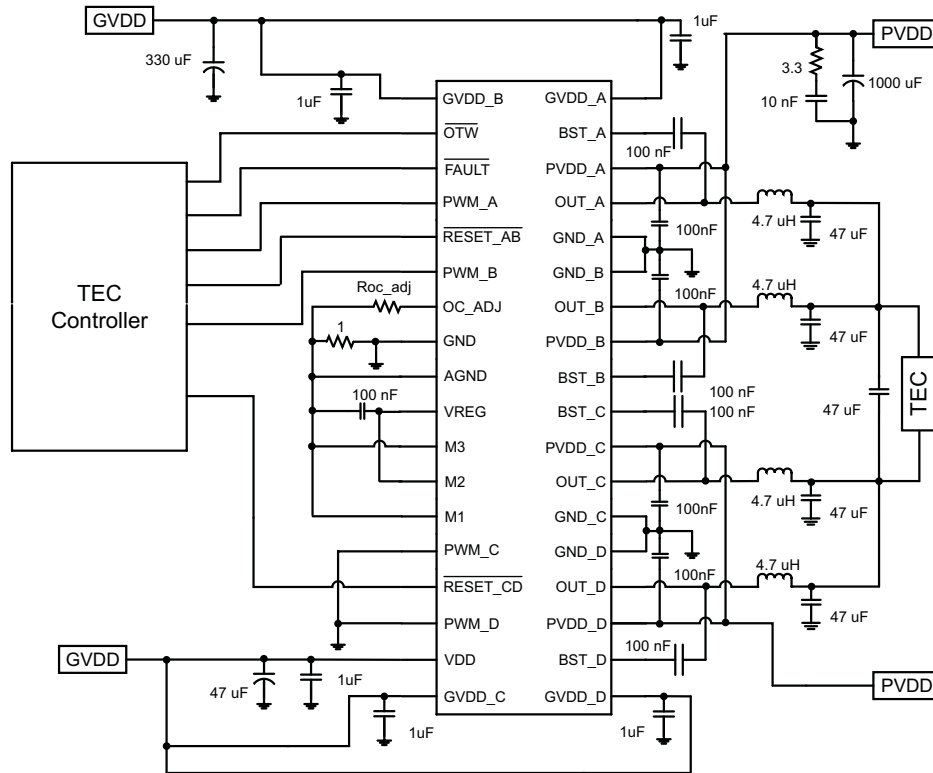 GVDD
1uF
PVDD
330 uF
3.3
1000 uF
10 nF
1uF
GVDD_B
GVDD_A
OTW
BST_A
100 nF
FAULT
PVDD_A
PWM_A
OUT_A
4.7 uH
47 uF
100nF
RESET_AB
GND_A
PWM_B
GND_B
TEC
Controller
Roc_adj
100nF
4.7 uH
OC_ADJ
OUT_B
1
47 uF
GND
PVDD_B
AGND
BST_B
100 nF
100 nF
47 uF
TEC
100 nF
VREG
BST_C
M3
PVDD_C
M2
OUT_C
4.7 uH
47 uF
100nF
M1
GND_C
PWM_C
GND_D
100nF
4.7 uH
RESET_CD
OUT_D
47 uF
PWM_D
PVDD_D
GVDD
VDD
BST_D
100 nF
47 uF
1uF
PVDD
GVDD_C
GVDD_D
1uF
1uF